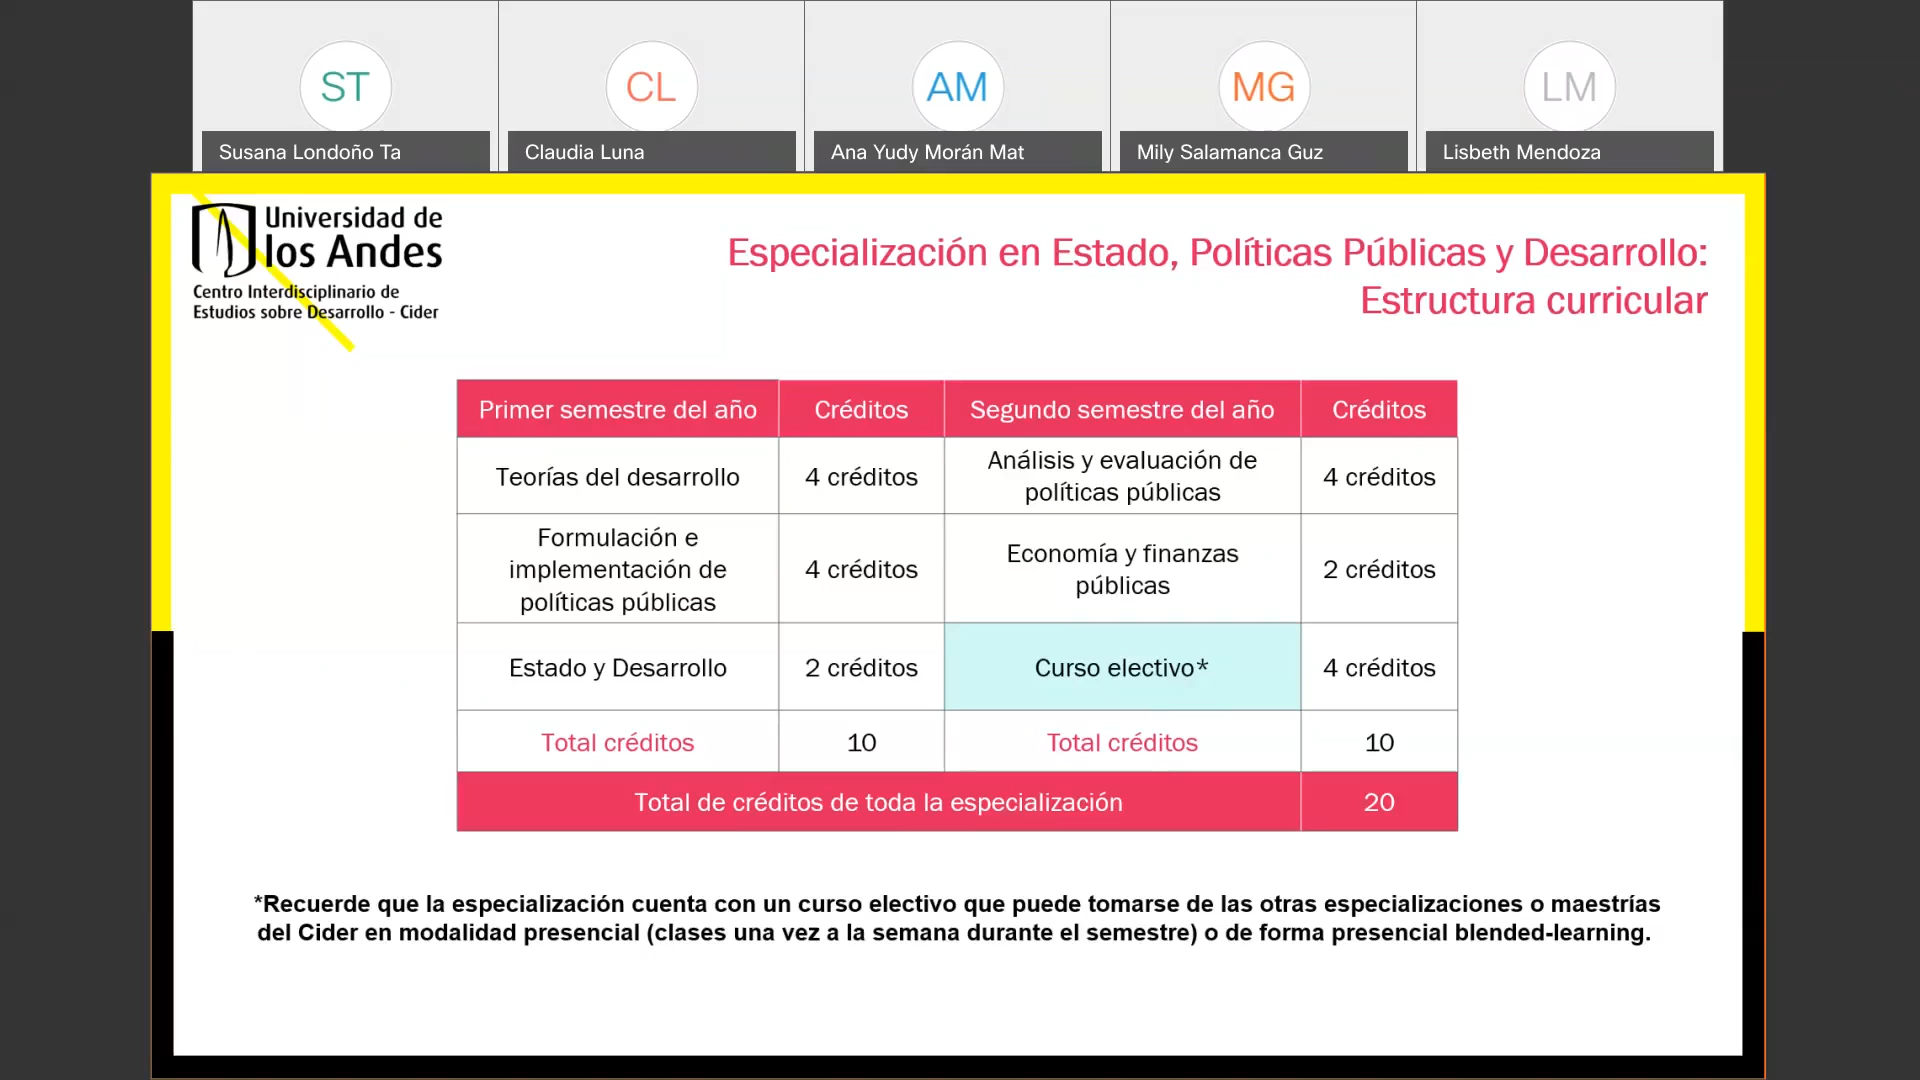 ST
CL
AM
MG
LM
Susana Londoño Ta
Claudia Luna
Ana Yudy Morán Mat
Mily Salamanca Guz
Lisbeth Mendoza
Universidad de
los Andes
Centro Interdisciplinario de
Estudios sobre Desarrollo - Cider
Especialización en Estado, Políticas Públicas y Desarrollo:
Estructura curricular
Primer semestre del año
Créditos
Segundo semestre del año
Créditos
Teorías del desarrollo
4 créditos
Análisis y evaluación de
políticas públicas
4 créditos
Formulación e
implementación de
políticas públicas
4 créditos
Economía y finanzas
públicas
2 créditos
Estado y Desarrollo
2 créditos
Curso electivo*
4 créditos
Total créditos
10
Total créditos
10
Total de créditos de toda la especialización
20
*Recuerde que la especialización cuenta con un curso electivo que puede tomarse de las otras especializaciones o maestrías
del Cider en modalidad presencial (clases una vez a la semana durante el semestre) o de forma presencial blended-learning.